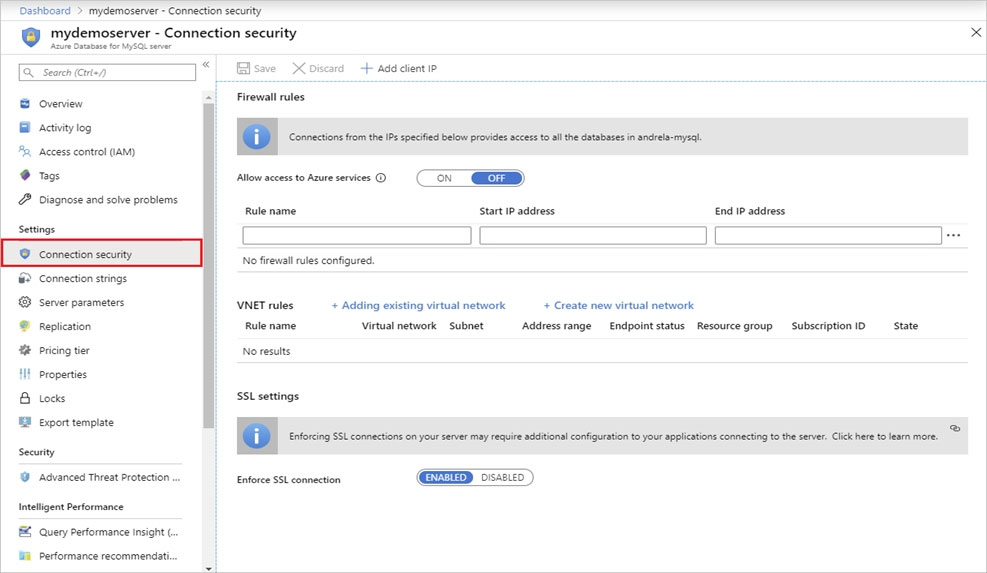 Dashboard > mydemoserver - Connection security
mydemoserver - Connection security
Azure Database for MySQL server
Search (Ctrl+/)
«
Overview
Activity log
Access control (IAM)
Tags
Diagnose and solve problems
Settings
Connection security
Connection strings
Server parameters
Replication
Pricing tier
Properties
Locks
Export template
Security
Advanced Threat Protection ...
Intelligent Performance
Query Performance Insight (...
Performance recommendati...
Save Discard + Add client IP
Firewall rules
Connections from the IPs specified below provides access to all the databases in andrela-mysql.
Allow access to Azure services ON OFF
Rule name Start IP address End IP address
...
No firewall rules configured.
VNET rules + Adding existing virtual network + Create new virtual network
Rule name Virtual network Subnet Address range Endpoint status Resource group Subscription ID State
No results
SSL settings
Enforcing SSL connections on your server may require additional configuration to your applications connecting to the server. Click here to learn more.
Enforce SSL connection ENABLED DISABLED